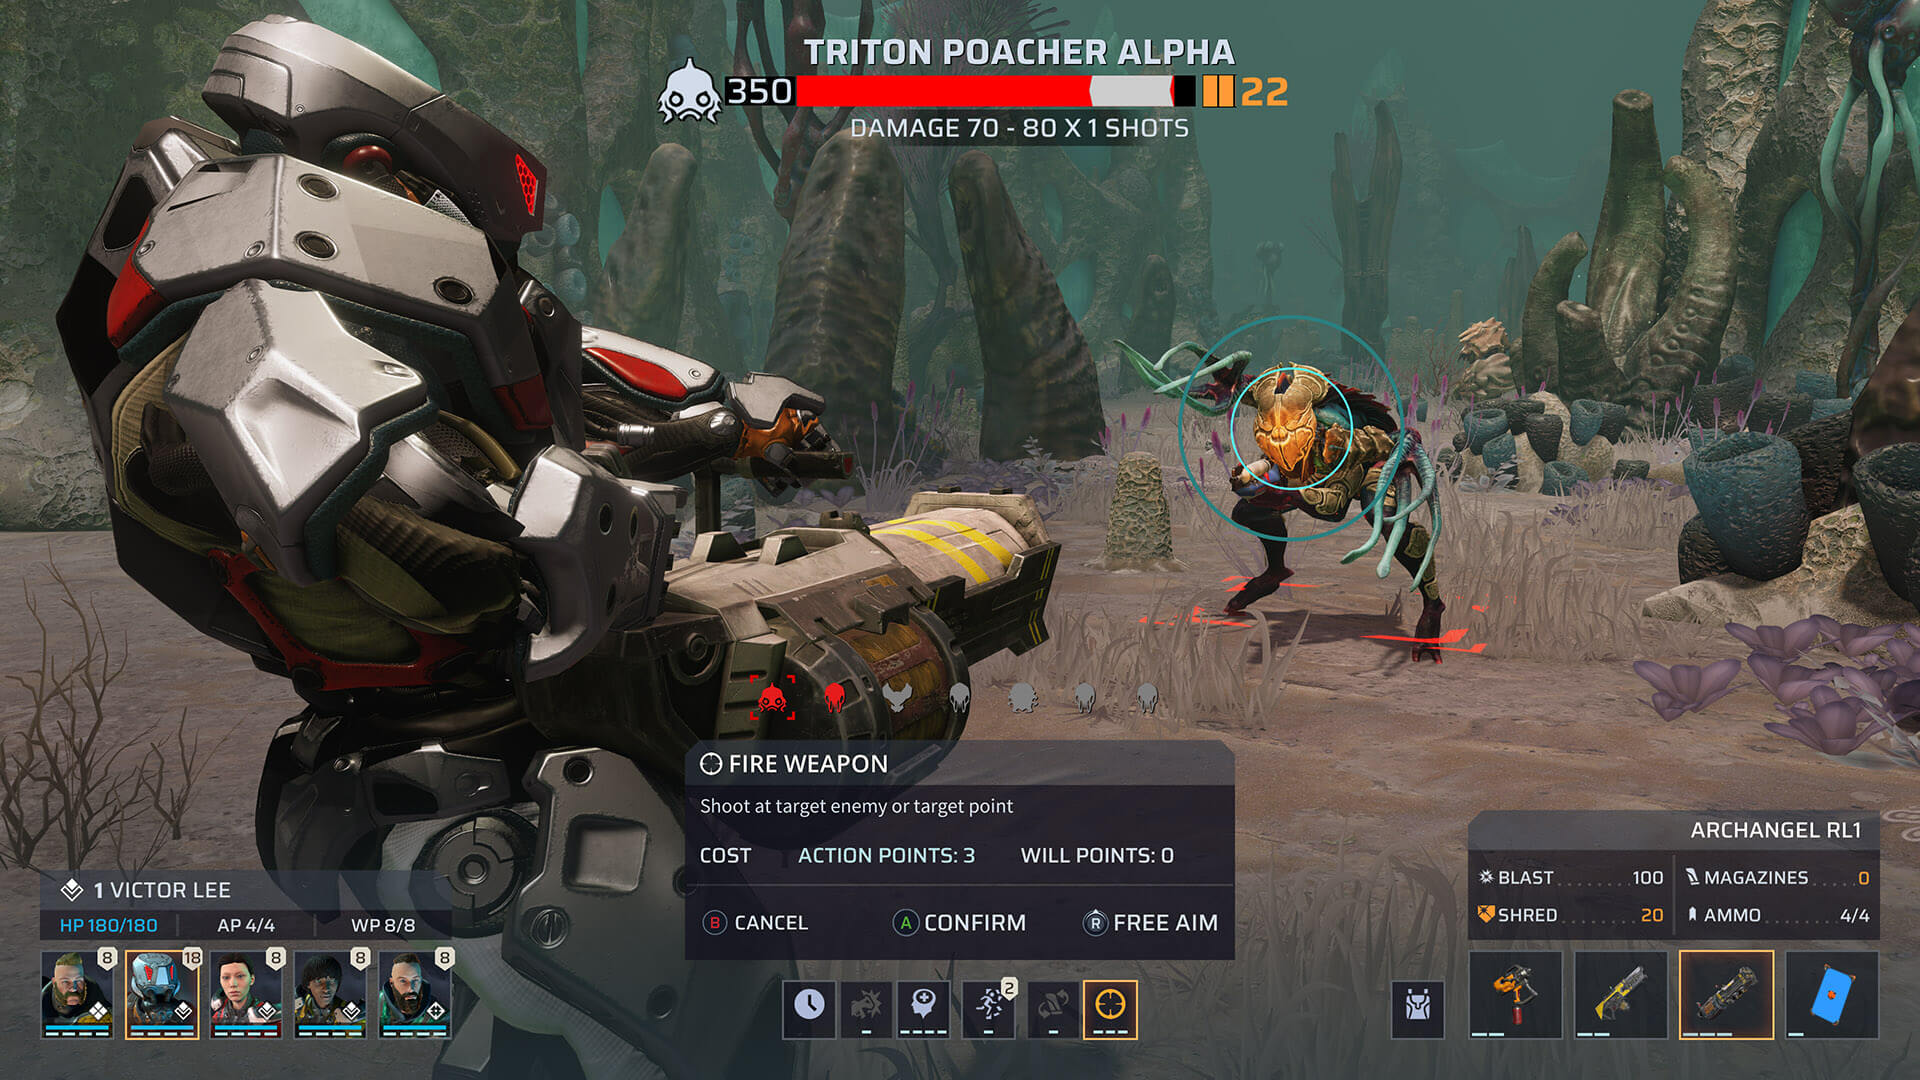 TRITON POACHER ALPHA
350
22
DAMAGE 70 - 80 X 1 SHOTS
FIRE WEAPON
Shoot at target enemy or target point
COST ACTION POINTS: 3 WILL POINTS: 0
B CANCEL A CONFIRM R FREE AIM
1 VICTOR LEE
HP 180/180 AP 4/4 WP 8/8
8 18 8 8 8
2
ARCHANGEL RL1
BLAST 100 MAGAZINES 0
SHRED 20 AMMO 4/4